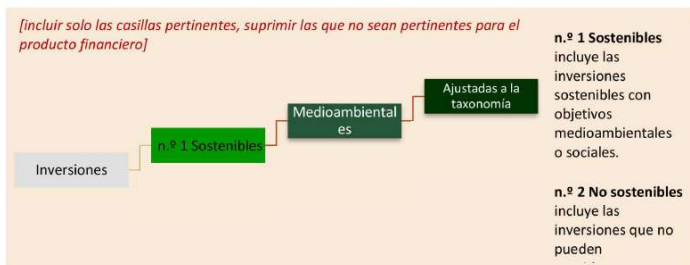 [incluir solo las casillas pertinentes, suprimir las que no sean pertinentes para el
producto financiero]
Inversiones
n.º 1 Sostenibles
Medioambiental
es
Ajustadas a la
taxonomía
n.º 1 Sostenibles
incluye las
inversiones
sostenibles con
objetivos
medioambientales
o sociales.
n.º 2 No sostenibles
incluye las
inversiones que no
pueden